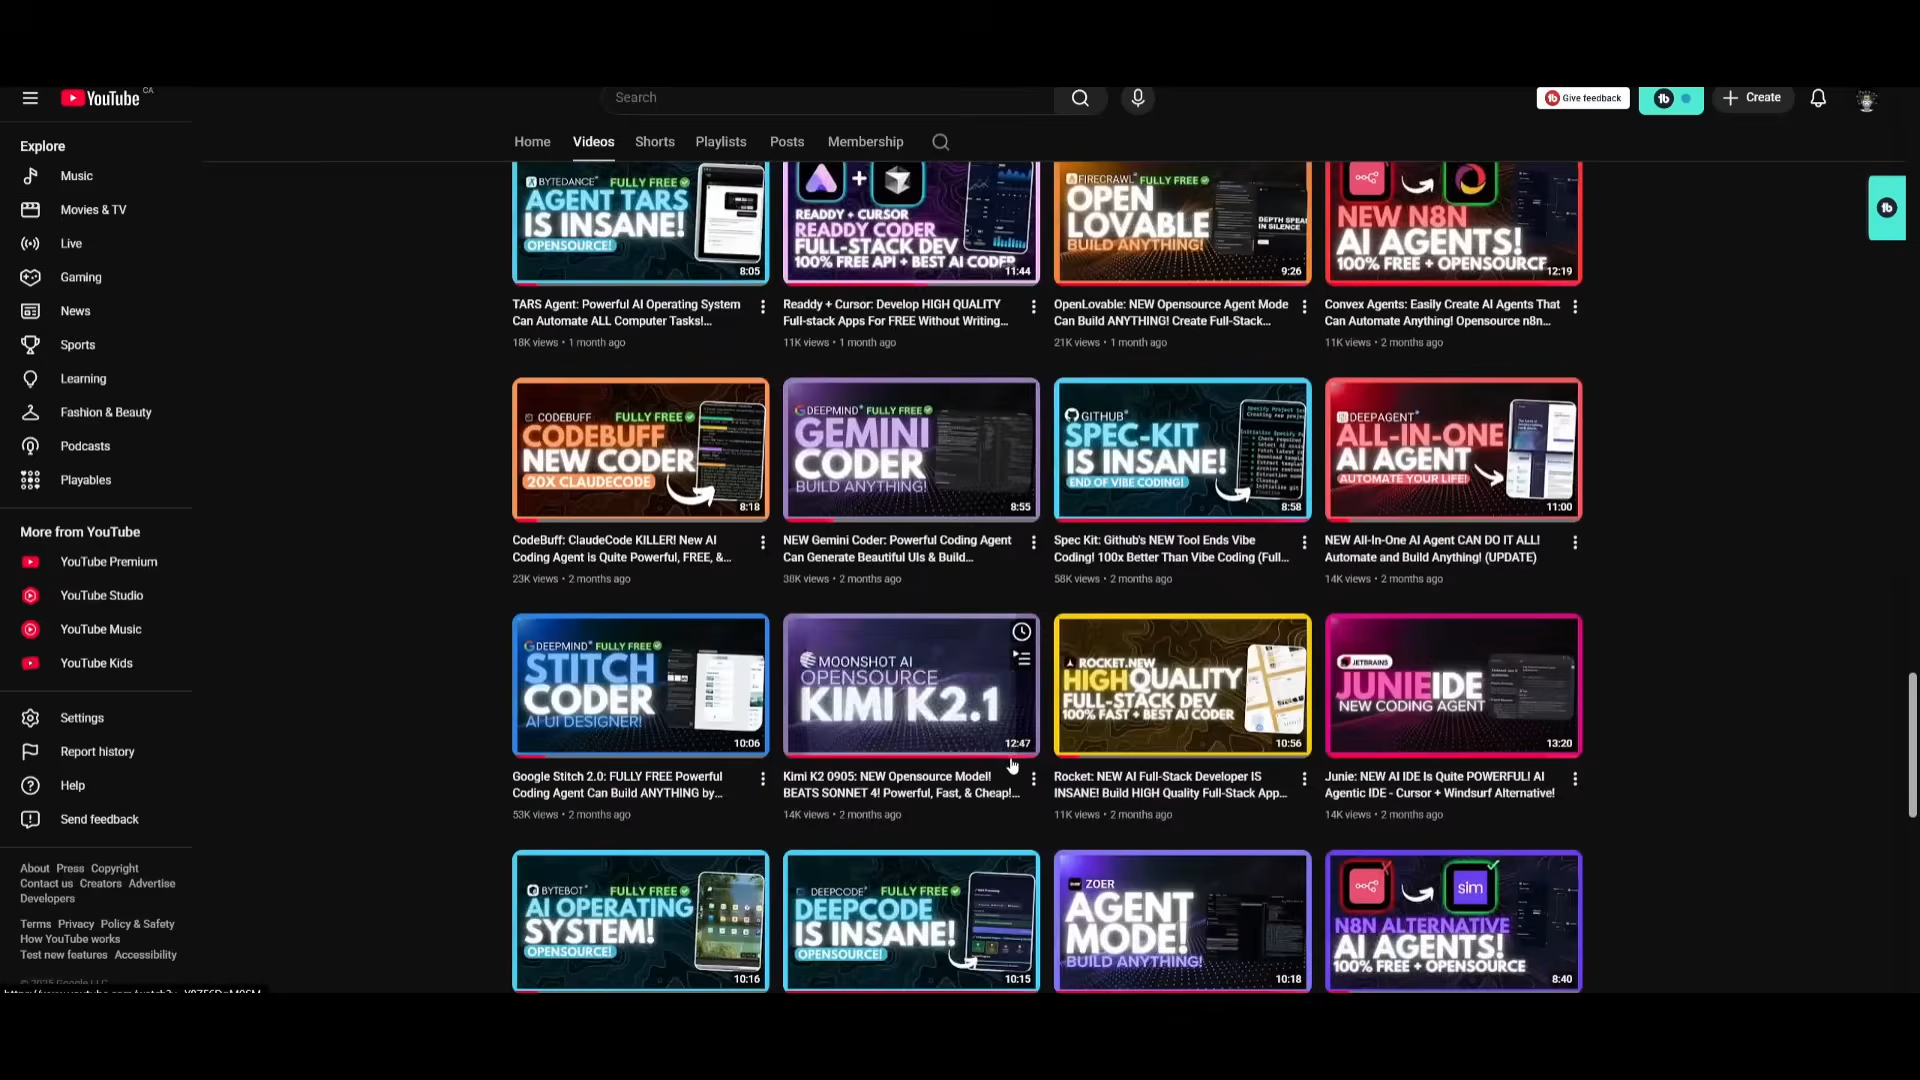 YouTube CA
Search
Give feedback
Create
Home Videos Shorts Playlists Posts Membership
Explore
Music
Movies & TV
Live
Gaming
News
Sports
Learning
Fashion & Beauty
Podcasts
Playables
More from YouTube
YouTube Premium
YouTube Studio
YouTube Music
YouTube Kids
Settings
Report history
Help
Send feedback
About Press Copyright
Contact us Creators Advertise
Developers
Terms Privacy Policy & Safety
How YouTube works
Test new features Accessibility
BYTEDANCE FULLY FREE
AGENT TARS
IS INSANE!
OPENSOURCE!
8:05
TARS Agent: Powerful AI Operating System
Can Automate ALL Computer Tasks!...
18K views • 1 month ago
READDY + CURSOR
READDY CODER
FULL-STACK DEV
100% FREE API + BEST AI CODER
11:44
Readdy + Cursor: Develop HIGH QUALITY
Full-stack Apps For FREE Without Writing...
11K views • 1 month ago
FIRECRAWL FULLY FREE
OPEN
LOVABLE
BUILD ANYTHING!
DEPTH SPEA
IN SILENCE
9:26
OpenLovable: NEW Opensource Agent Mode
Can Build ANYTHING! Create Full-Stack...
21K views • 1 month ago
NEW N8N
AI AGENTS!
100% FREE + OPENSOURCE
12:19
Convex Agents: Easily Create AI Agents That
Can Automate Anything! Opensource n8n...
11K views • 2 months ago
CODEBUFF FULLY FREE
CODEBUFF
NEW CODER
20X CLAUDECODE
8:18
CodeBuff: ClaudeCode KILLER! New AI
Coding Agent is Quite Powerful, FREE, &...
23K views • 2 months ago
DEEPMIND FULLY FREE
GEMINI
CODER
BUILD ANYTHING!
8:55
NEW Gemini Coder: Powerful Coding Agent
Can Generate Beautiful UIs & Build...
38K views • 2 months ago
GITHUB
SPEC-KIT
IS INSANE!
END OF VIBE CODING!
8:58
Spec Kit: Github's NEW Tool Ends Vibe
Coding! 100x Better Than Vibe Coding (Full...
58K views • 2 months ago
DEEPAGENT
ALL-IN-ONE
AI AGENT
AUTOMATE YOUR LIFE!
11:00
NEW All-In-One AI Agent CAN DO IT ALL!
Automate and Build Anything! (UPDATE)
14K views • 2 months ago
DEEPMIND FULLY FREE
STITCH
CODER
AI UI DESIGNER!
10:06
Google Stitch 2.0: FULLY FREE Powerful
Coding Agent Can Build ANYTHING by...
53K views • 2 months ago
MOONSHOT AI
OPENSOURCE
KIMI K2.1
12:47
Kimi K2 0905: NEW Opensource Model!
BEATS SONNET 4! Powerful, Fast, & Cheap!...
14K views • 2 months ago
ROCKET.NEW
HIGHQUALITY
FULL-STACK DEV
100% FAST + BEST AI CODER
10:56
Rocket: NEW AI Full-Stack Developer IS
INSANE! Build HIGH Quality Full-Stack App...
11K views • 2 months ago
JETBRAINS
JUNIEIDE
NEW CODING AGENT
13:20
Junie: NEW AI IDE Is Quite POWERFUL! AI
Agentic IDE - Cursor + Windsurf Alternative!
14K views • 2 months ago
BYTEBOT FULLY FREE
AI OPERATING
SYSTEM!
OPENSOURCE!
10:16
DEEPCODE FULLY FREE
DEEPCODE
IS INSANE!
OPENSOURCE!
10:15
ZOER
AGENT
MODE!
BUILD ANYTHING!
10:18
sim
N8N ALTERNATIVE
AI AGENTS!
100% FREE + OPENSOURCE
8:40